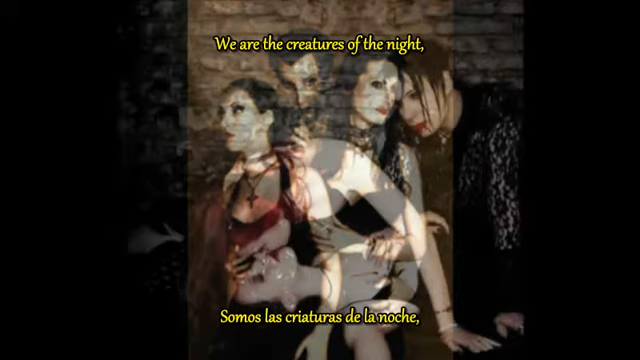 We are the creatures of the night,
Somos las criaturas de la noche,